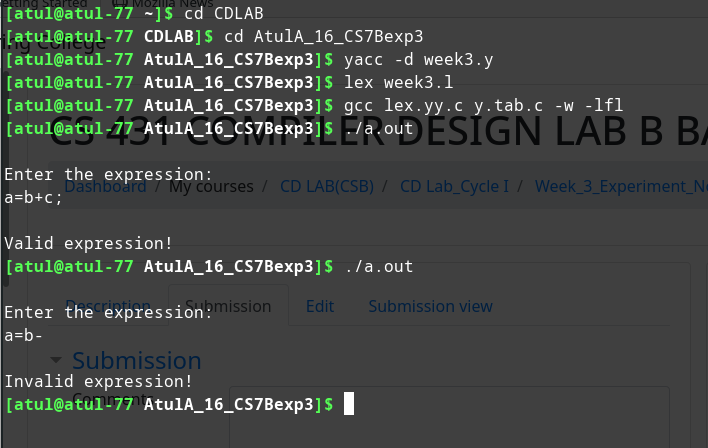 etting Started Mozilla News
[atul@atul-77 ~]$ cd CDLAB
[atul@atul-77 CDLAB]$ cd AtulA_16_CS7Bexp3
ing College
[atul@atul-77 AtulA_16_CS7Bexp3]$ yacc -d week3.y
[atul@atul-77 AtulA_16_CS7Bexp3]$ lex week3.l
[atul@atul-77 AtulA_16_CS7Bexp3]$ gcc lex.yy.c y.tab.c -w -lfl
[atul@atul-77 AtulA_16_CS7Bexp3]$ ./a.out
CS 431 COMPILER DESIGN LAB B BA
Enter the expression:
Dashboard / My courses / CD LAB(CSB) / CD Lab_Cycle I / Week_3_Experiment_No
a=b+c;
Valid expression!
[atul@atul-77 AtulA_16_CS7Bexp3]$ ./a.out
Description Submission Edit Submission view
Enter the expression:
a=b-
Submission
Invalid expression!
Comments
[atul@atul-77 AtulA_16_CS7Bexp3]$